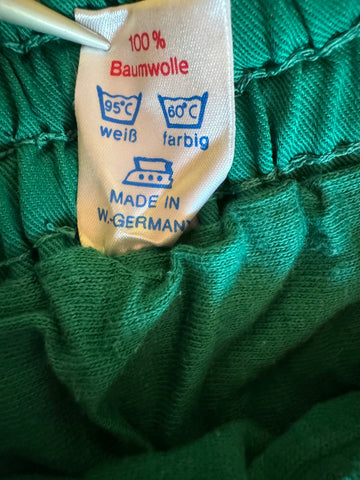 100%
Baumwolle
95°C 60°C
weiß farbig
MADE IN
W.-GERMANY